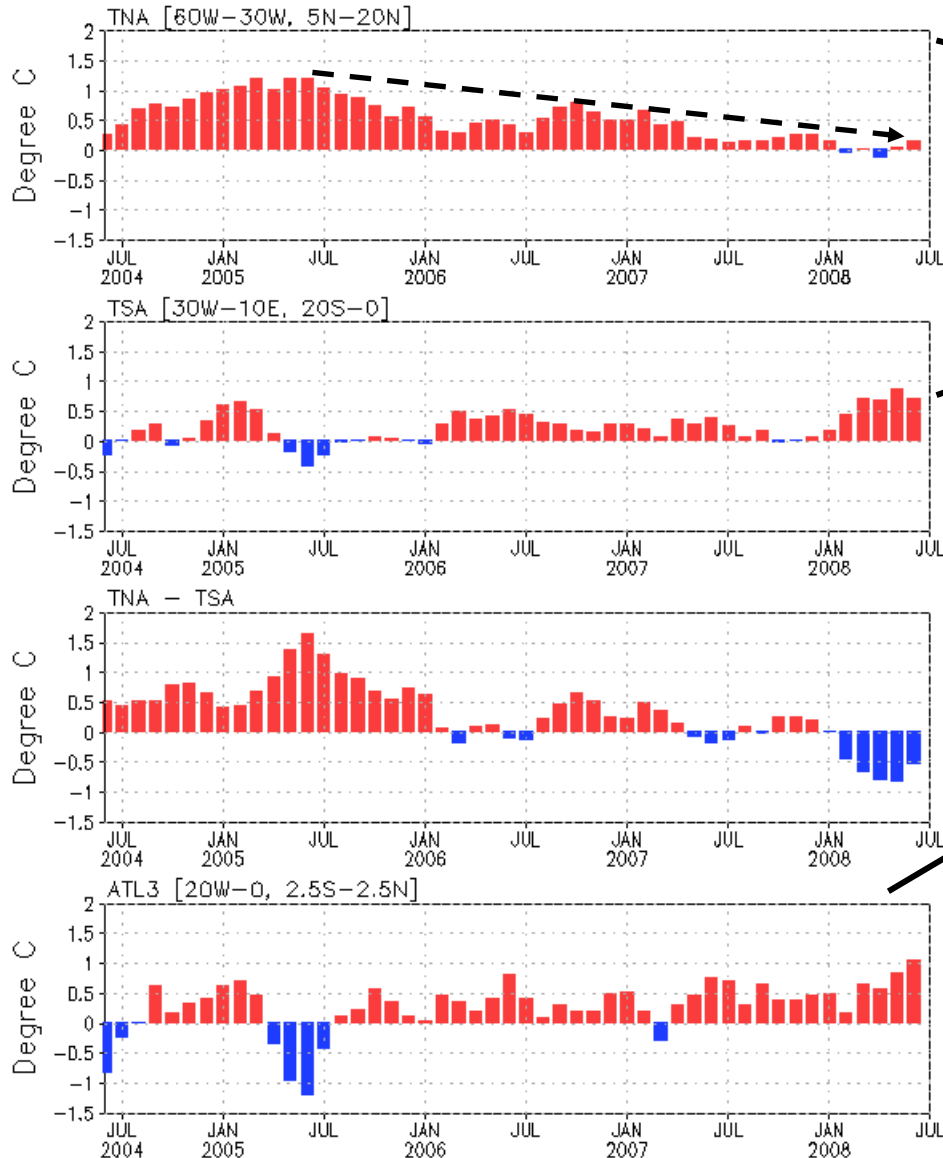 TNA [60W-30W, 5N-20N]
Degree C
2
1.5
1
0.5
0
-0.5
-1
-1.5
JUL 2004
JAN 2005
JUL
JAN 2006
JUL
JAN 2007
JUL
JAN 2008
JUL
TSA [30W-10E, 20S-0]
Degree C
2
1.5
1
0.5
0
-0.5
-1
-1.5
JUL 2004
JAN 2005
JUL
JAN 2006
JUL
JAN 2007
JUL
JAN 2008
JUL
TNA - TSA
Degree C
2
1.5
1
0.5
0
-0.5
-1
-1.5
JUL 2004
JAN 2005
JUL
JAN 2006
JUL
JAN 2007
JUL
JAN 2008
JUL
ATL3 [20W-0, 2.5S-2.5N]
Degree C
2
1.5
1
0.5
0
-0.5
-1
-1.5
JUL 2004
JAN 2005
JUL
JAN 2006
JUL
JAN 2007
JUL
JAN 2008
JUL